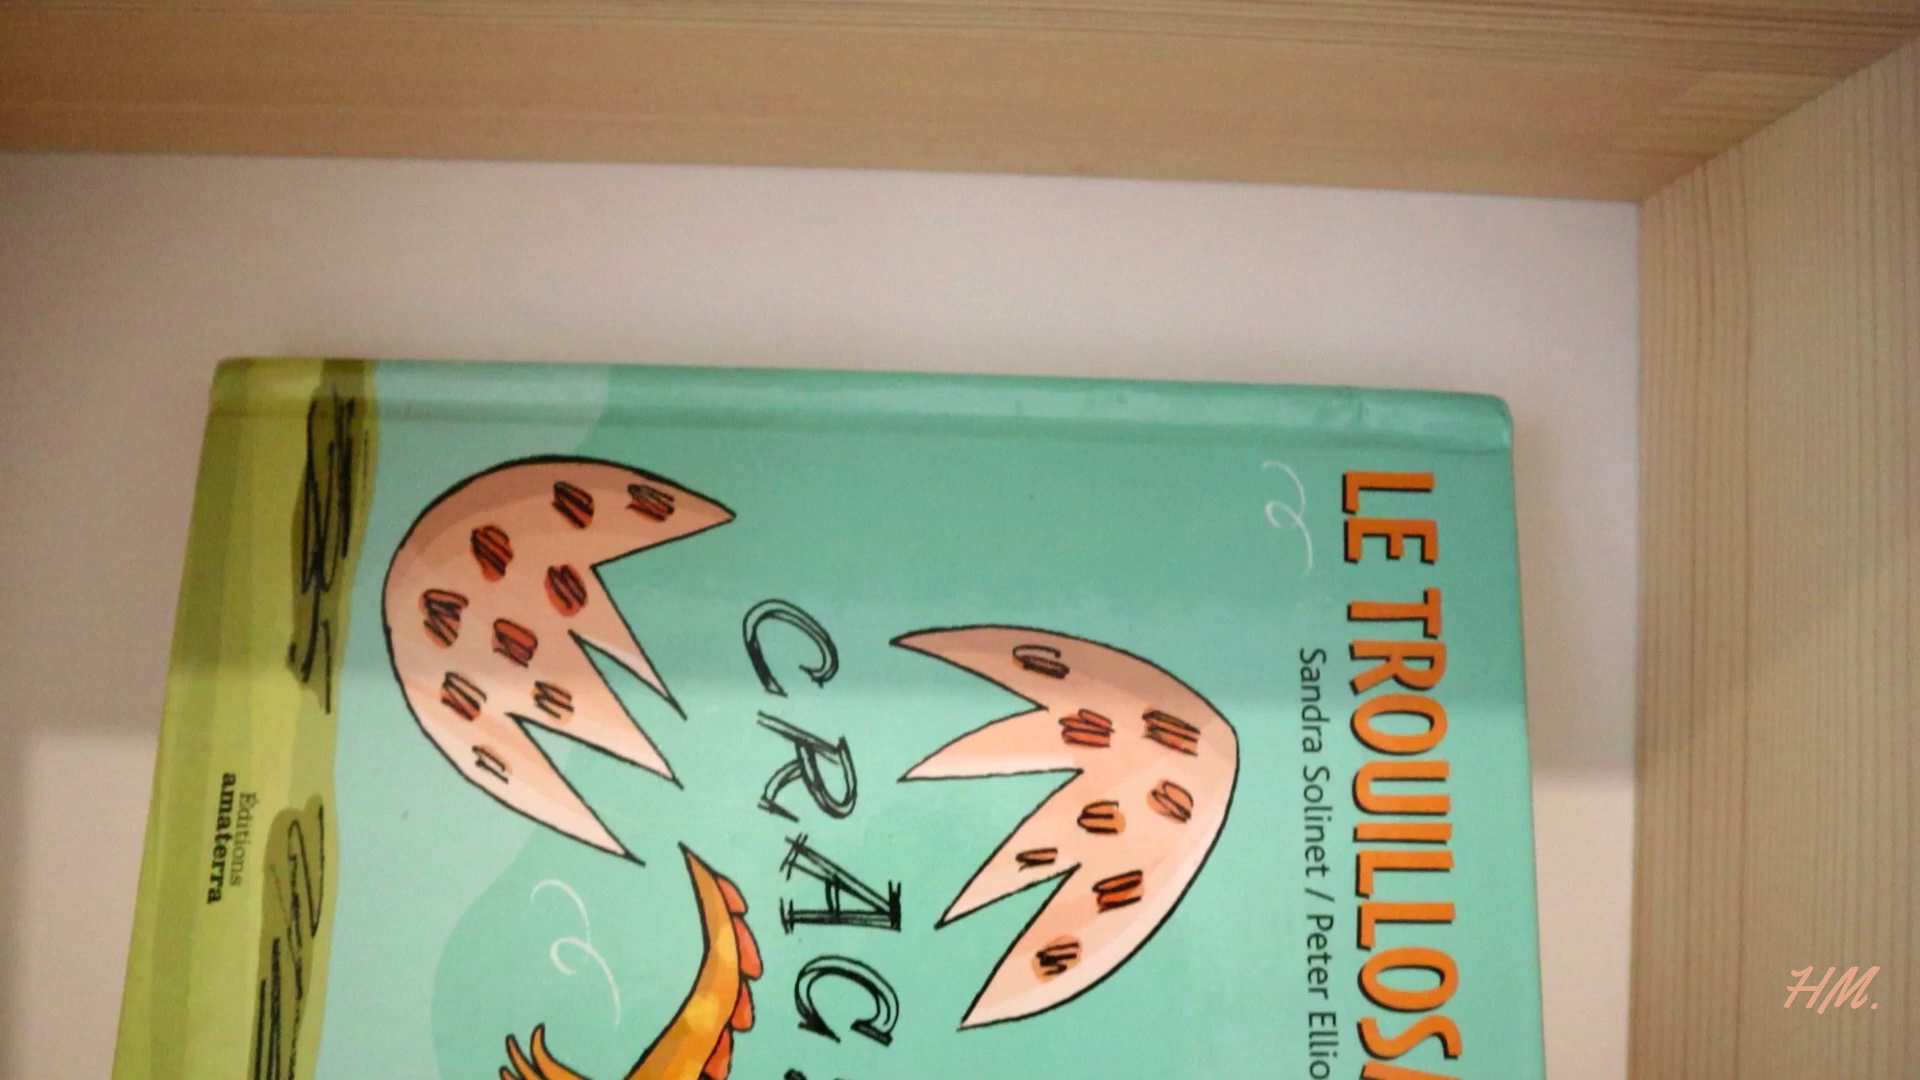 LE TROUILLOSA
Sandra Solinet / Peter Ellio
CRAC
Éditions
amaterra
HM.